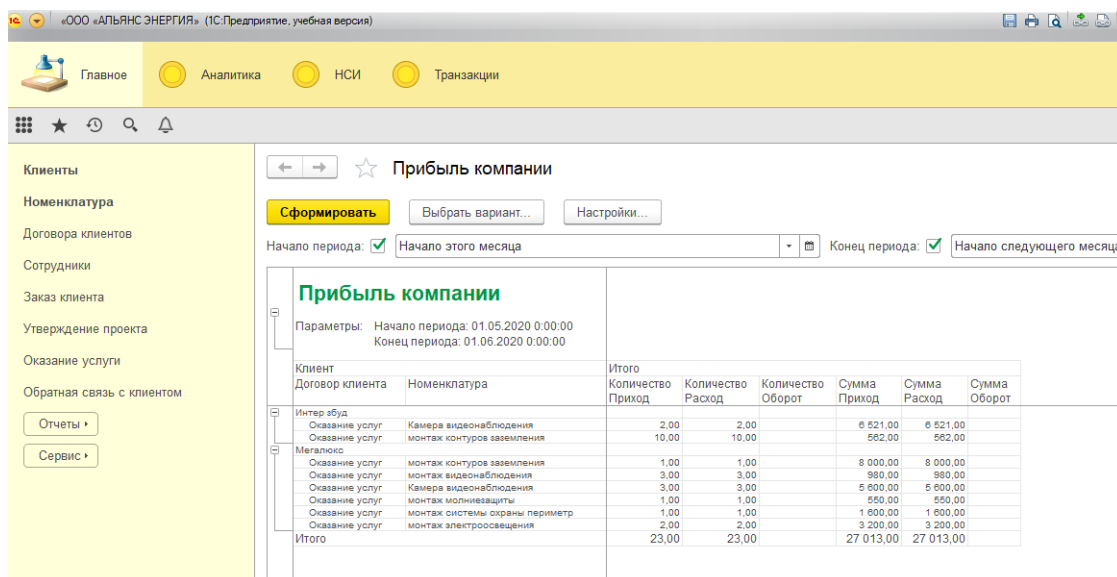 «ООО «АЛЬЯНС ЭНЕРГИЯ» (1С:Предприятие, учебная версия)
Главное Аналитика НСИ Транзакции
Клиенты
Номенклатура
Договора клиентов
Сотрудники
Заказ клиента
Утверждение проекта
Оказание услуги
Обратная связь с клиентом
Отчеты
Сервис
Прибыль компании
Сформировать Выбрать вариант... Настройки...
Начало периода: Начало этого месяца Конец периода: Начало следующего месяца
Прибыль компании
Параметры: Начало периода: 01.05.2020 0:00:00
Конец периода: 01.06.2020 0:00:00
Клиент Итого
Договор клиента Номенклатура Количество Приход Количество Расход Количество Оборот Сумма Приход Сумма Расход Сумма Оборот
Интер збуд
Оказание услуг Камера видеонаблюдения 2,00 2,00 6 521,00 6 521,00
Оказание услуг монтаж контуров заземления 10,00 10,00 562,00 562,00
Мегалюкс
Оказание услуг монтаж контуров заземления 1,00 1,00 8 000,00 8 000,00
Оказание услуг монтаж видеонаблюдения 3,00 3,00 980,00 980,00
Оказание услуг Камера видеонаблюдения 3,00 3,00 5 600,00 5 600,00
Оказание услуг монтаж молниезащиты 1,00 1,00 550,00 550,00
Оказание услуг монтаж системы охраны периметр 1,00 1,00 1 600,00 1 600,00
Оказание услуг монтаж электроосвещения 2,00 2,00 3 200,00 3 200,00
Итого 23,00 23,00 27 013,00 27 013,00